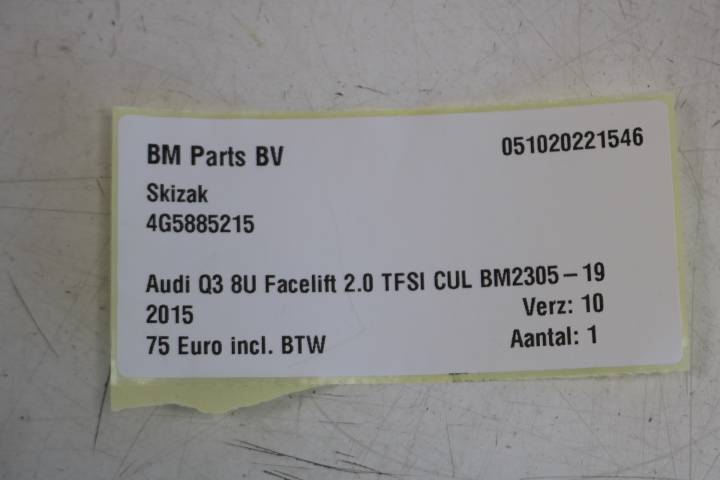 BM Parts BV 051020221546
Skizak
4G5885215
Audi Q3 8U Facelift 2.0 TFSI CUL BM2305-19
2015 Verz: 10
75 Euro incl. BTW Aantal: 1